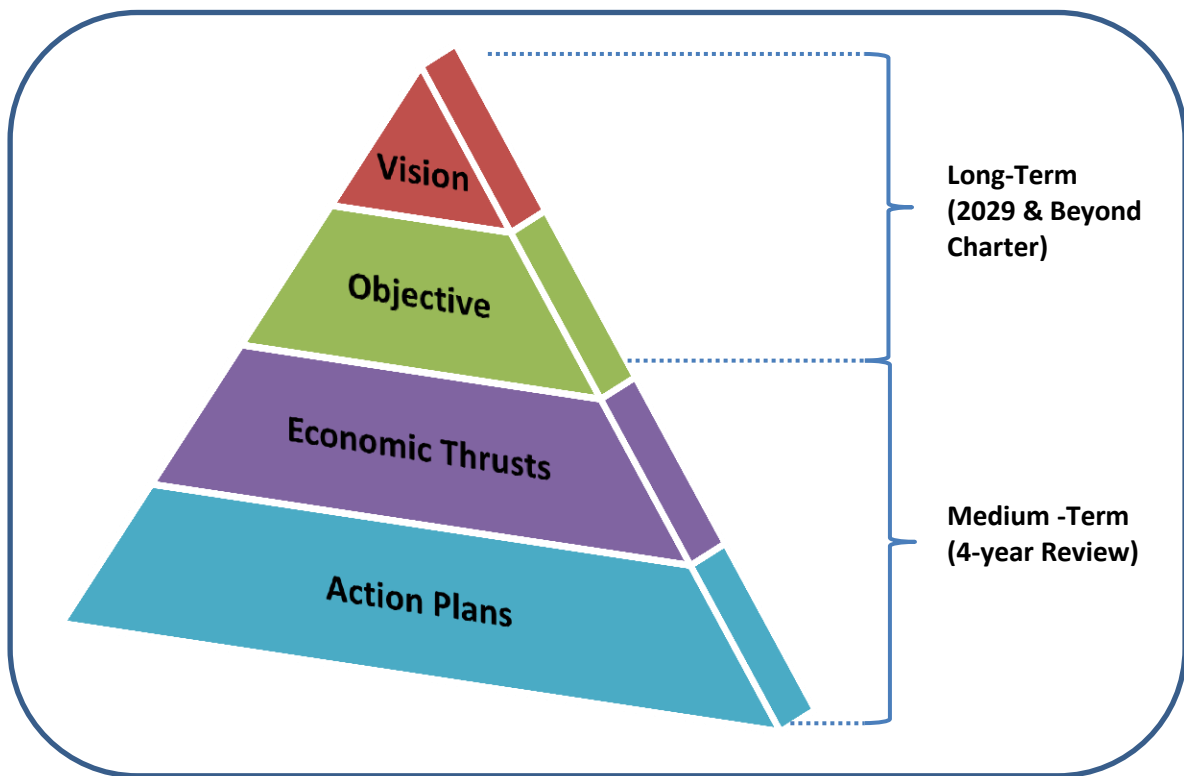 Vision
Objective
Economic Thrusts
Action Plans
Long-Term
(2029 & Beyond
Charter)
Medium -Term
(4-year Review)